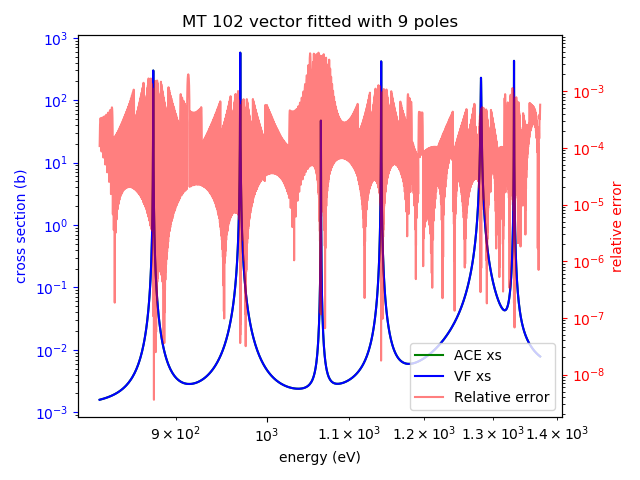 MT 102 vector fitted with 9 poles
10³
10²
10¹
10⁰
10⁻¹
10⁻²
10⁻³
cross section (b)
10⁻³
10⁻⁴
10⁻⁵
10⁻⁶
10⁻⁷
10⁻⁸
relative error
ACE xs
VF xs
Relative error
9 × 10² 10³ 1.1 × 10³ 1.2 × 10³ 1.3 × 10³ 1.4 × 10³
energy (eV)